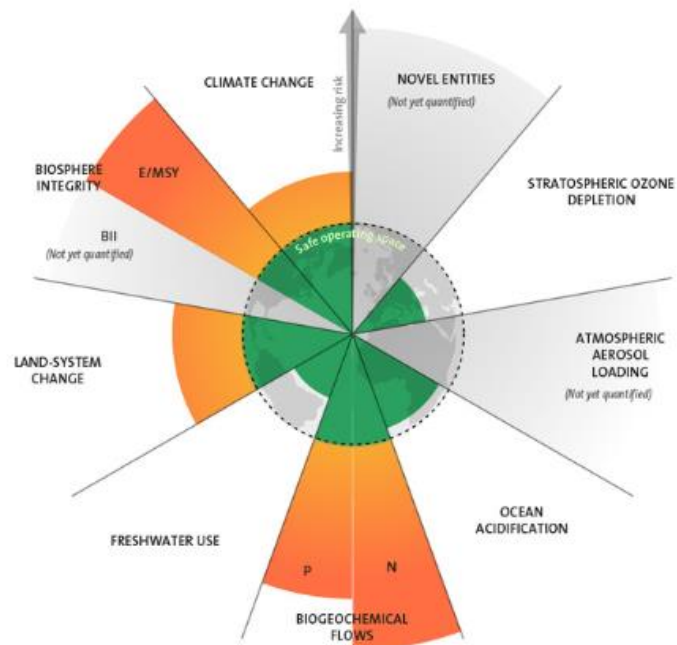 CLIMATE CHANGE
Increasing risk
NOVEL ENTITIES
(Not yet quantified)
STRATOSPHERIC OZONE
DEPLETION
ATMOSPHERIC
AEROSOL
LOADING
(Not yet quantified)
OCEAN
ACIDIFICATION
N
P
BIOGEOCHEMICAL
FLOWS
FRESHWATER USE
LAND-SYSTEM
CHANGE
BIOSPHERE
INTEGRITY
E/MSY
BII
(Not yet quantified)
Safe operating space